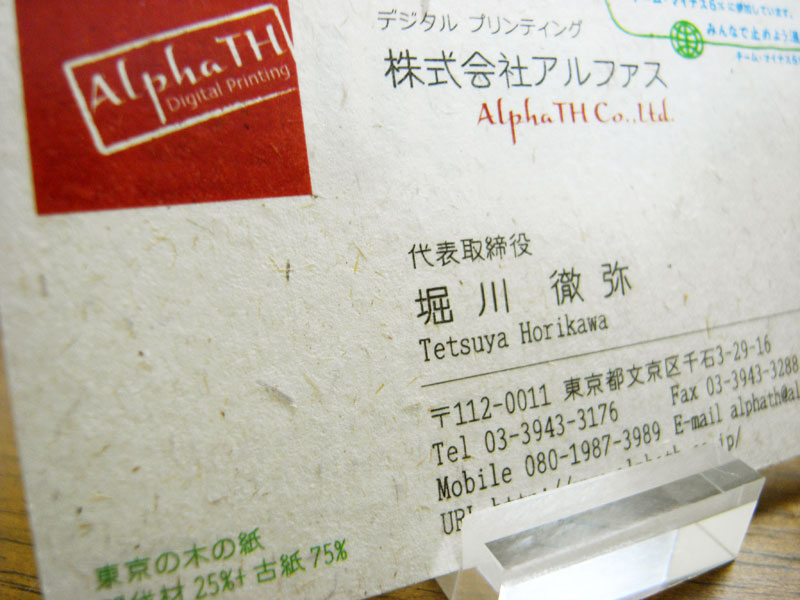 AlphaTH
Digital Printing
デジタル プリンティング
株式会社アルファス
AlphaTH Co.,Ltd.
みんなで止めよう
代表取締役
堀川 徹弥
Tetsuya Horikawa
〒112-0011 東京都文京区千石3-29-16
Tel 03-3943-3176 Fax 03-3943-3288
Mobile 080-1987-3989 E-mail alphath@al
URL
東京の木の紙
25%+古紙75%